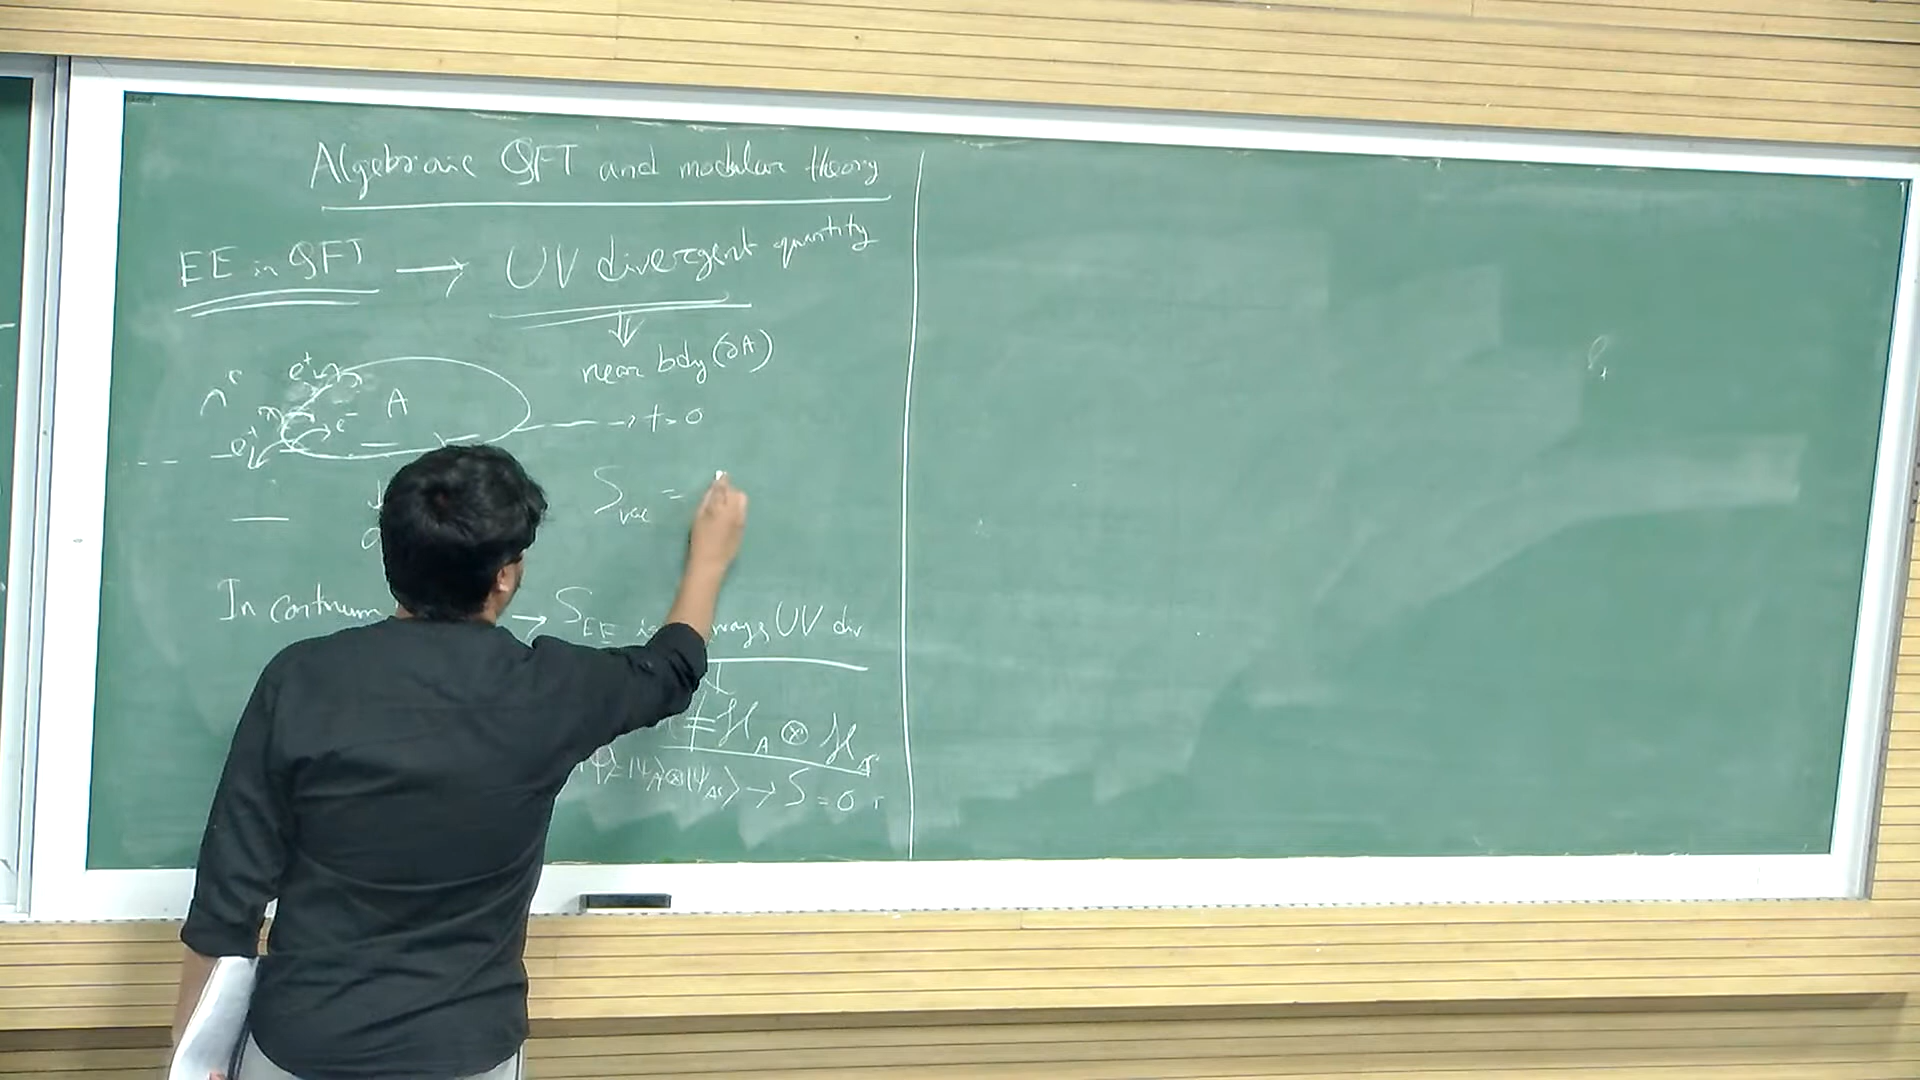 Algebraic QFT and modular theory
EE in QFT → UV divergent quantity
⇓
near bdy (∂A)
e⁺
A
e⁻
e⁺
→ t=0
S_vac =
In continuum → S_EE is always UV div
↓
≠ ℋ_A ⊗ ℋ_A^c
|Ψ⟩=|Ψ_A⟩⊗|Ψ_Ac⟩ → S = 0